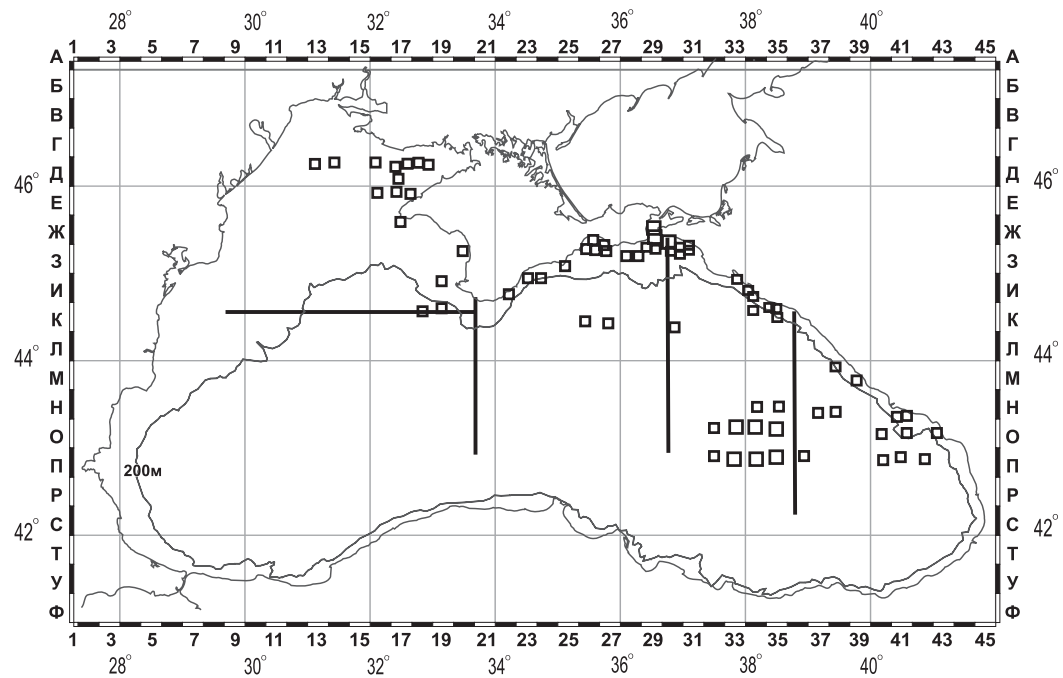 28° 30° 32° 34° 36° 38° 40°
1 3 5 7 9 11 13 15 17 19 21 23 25 27 29 31 33 35 37 39 41 43 45
А А
Б Б
В В
Г Г
Д Д
46° 46°
Е Е
Ж Ж
З З
И И
К К
Л Л
44° 44°
М М
Н Н
О О
200м
П П
Р Р
С С
42° 42°
Т Т
У У
Ф Ф
1 3 5 7 9 11 13 15 17 19 21 23 25 27 29 31 33 35 37 39 41 43 45
28° 30° 32° 34° 36° 38° 40°